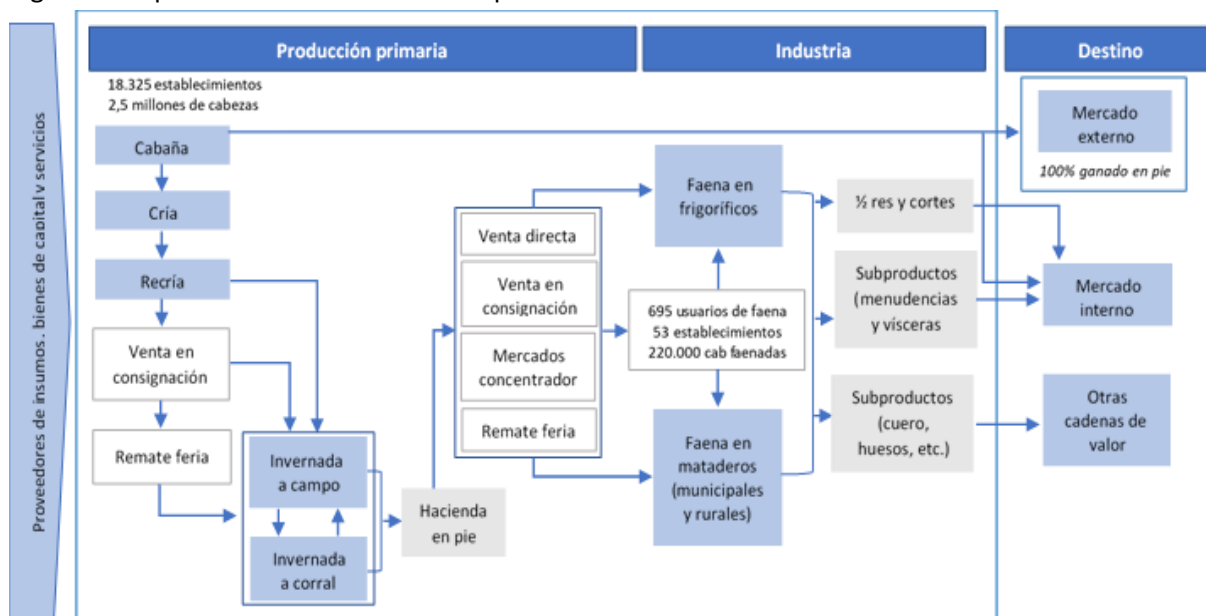 Producción primaria
Industria
Destino
Proveedores de insumos. bienes de capital v servicios
18.325 establecimientos
2,5 millones de cabezas
Cabaña
Cría
Recría
Venta en
consignación
Remate feria
Invernada
a campo
Invernada
a corral
Hacienda
en pie
Venta directa
Venta en
consignación
Mercados
concentrador
Remate feria
Faena en
frigoríficos
695 usuarios de faena
53 establecimientos
220.000 cab faenadas
Faena en
mataderos
(municipales
y rurales)
½ res y cortes
Subproductos
(menudencias
y vísceras
Subproductos
(cuero,
huesos, etc.)
Mercado
externo
100% ganado en pie
Mercado
interno
Otras
cadenas de
valor